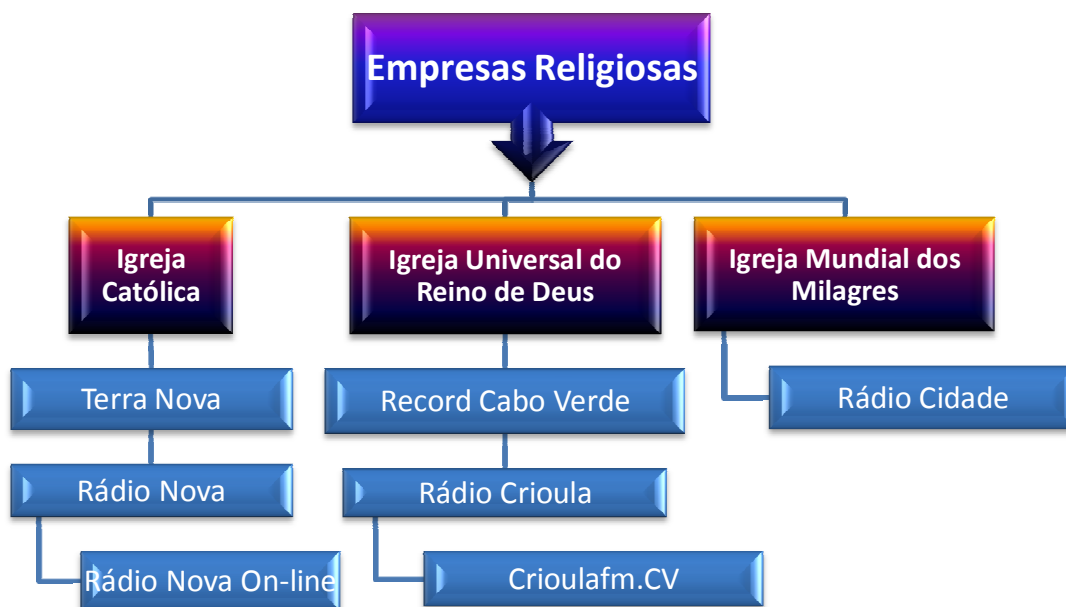 Empresas Religiosas
Igreja
Católica
Igreja Universal do
Reino de Deus
Igreja Mundial dos
Milagres
Terra Nova
Record Cabo Verde
Rádio Cidade
Rádio Nova
Rádio Crioula
Rádio Nova On-line
Crioulafm.CV